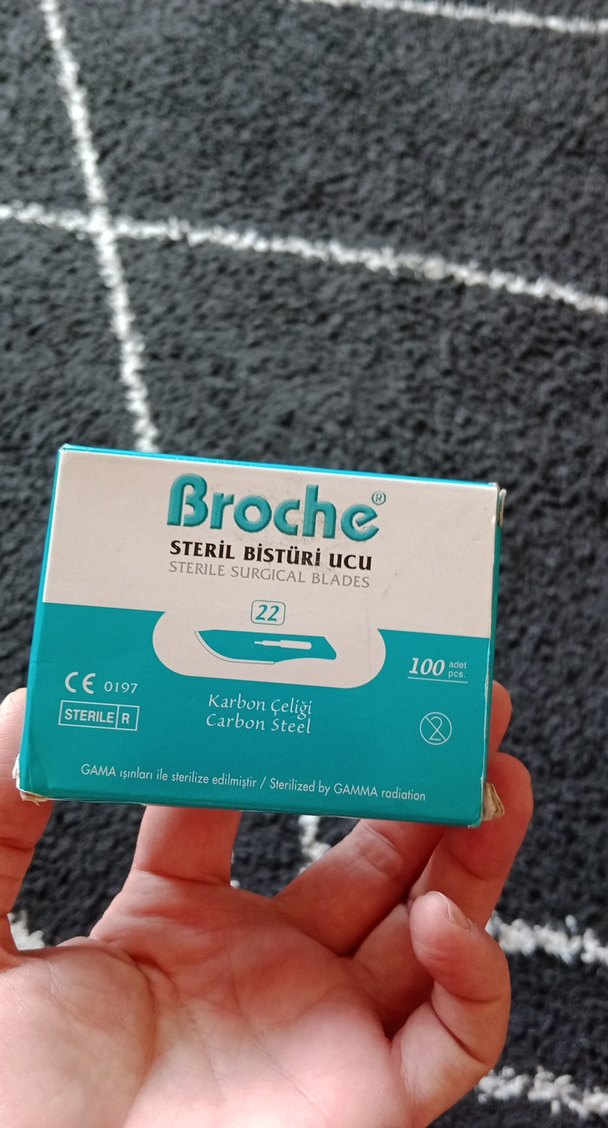 Broche®
STERİL BİSTÜRİ UCU
STERILE SURGICAL BLADES
22
100 adet pcs.
CE 0197
STERILE R
Karbon Çeliği
Carbon Steel
2
GAMA ışınları ile sterilize edilmiştir / Sterilized by GAMMA radiation